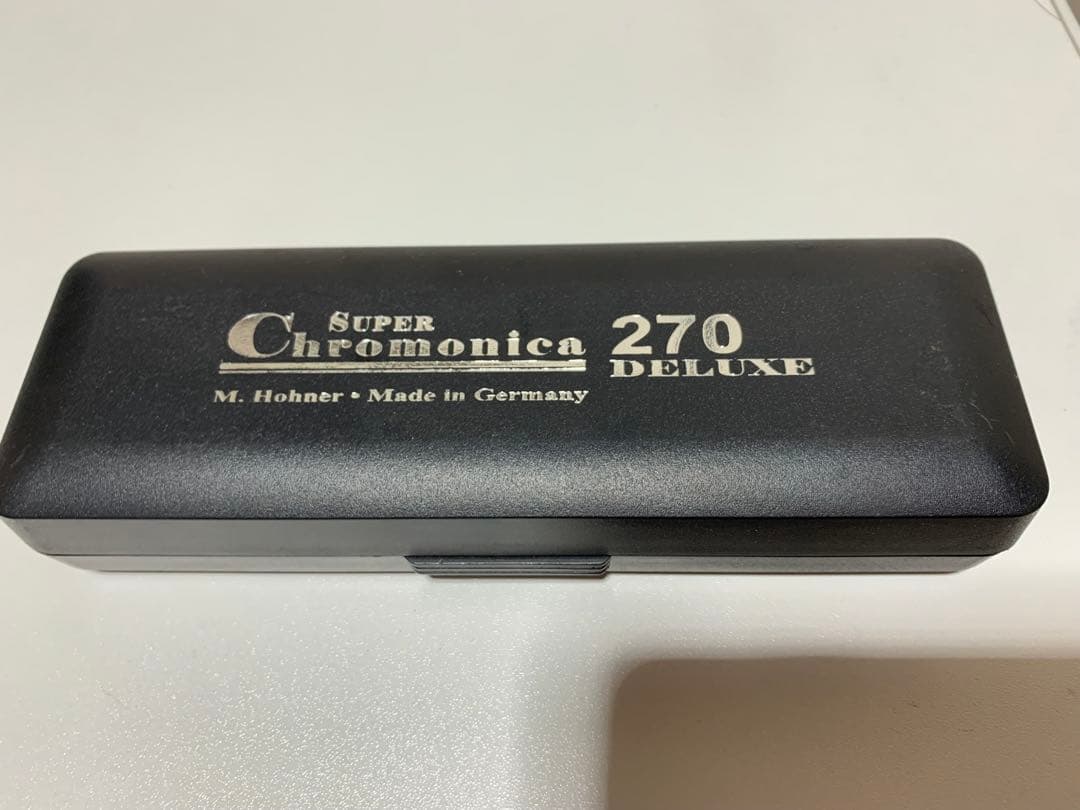 SUPER
Chromonica 270
DELUXE
M. Hohner • Made in Germany